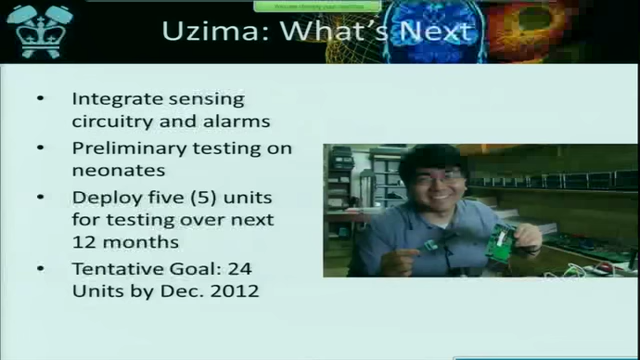 Uzima: What's Next
• Integrate sensing
circuitry and alarms
• Preliminary testing on
neonates
• Deploy five (5) units
for testing over next
12 months
• Tentative Goal: 24
Units by Dec. 2012